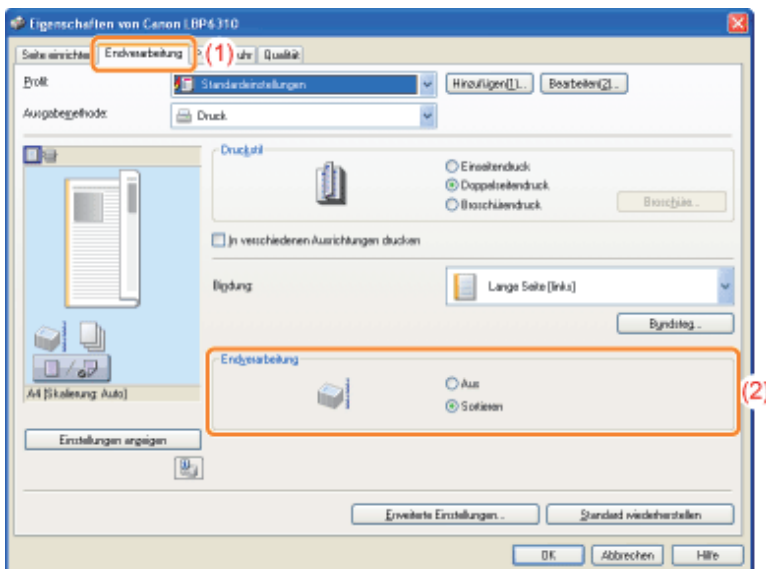 Eigenschaften von Canon LBP6310
Seite einrichten Endverarbeitung (1) uhr Qualität
Profil: Standardeinstellungen Hinzufügen[1]... Bearbeiten[2]...
Ausgabemethode: Druck
Druckstil
Einseitendruck
Doppelseitendruck
Broschürendruck Broschüre...
In verschiedenen Ausrichtungen drucken
Bindung: Lange Seite [links]
Bundsteg...
Endverarbeitung
Aus
(2)
Sortieren
A4 [Skalierung: Auto]
Einstellungen anzeigen
Erweiterte Einstellungen... Standard wiederherstellen
OK Abbrechen Hilfe